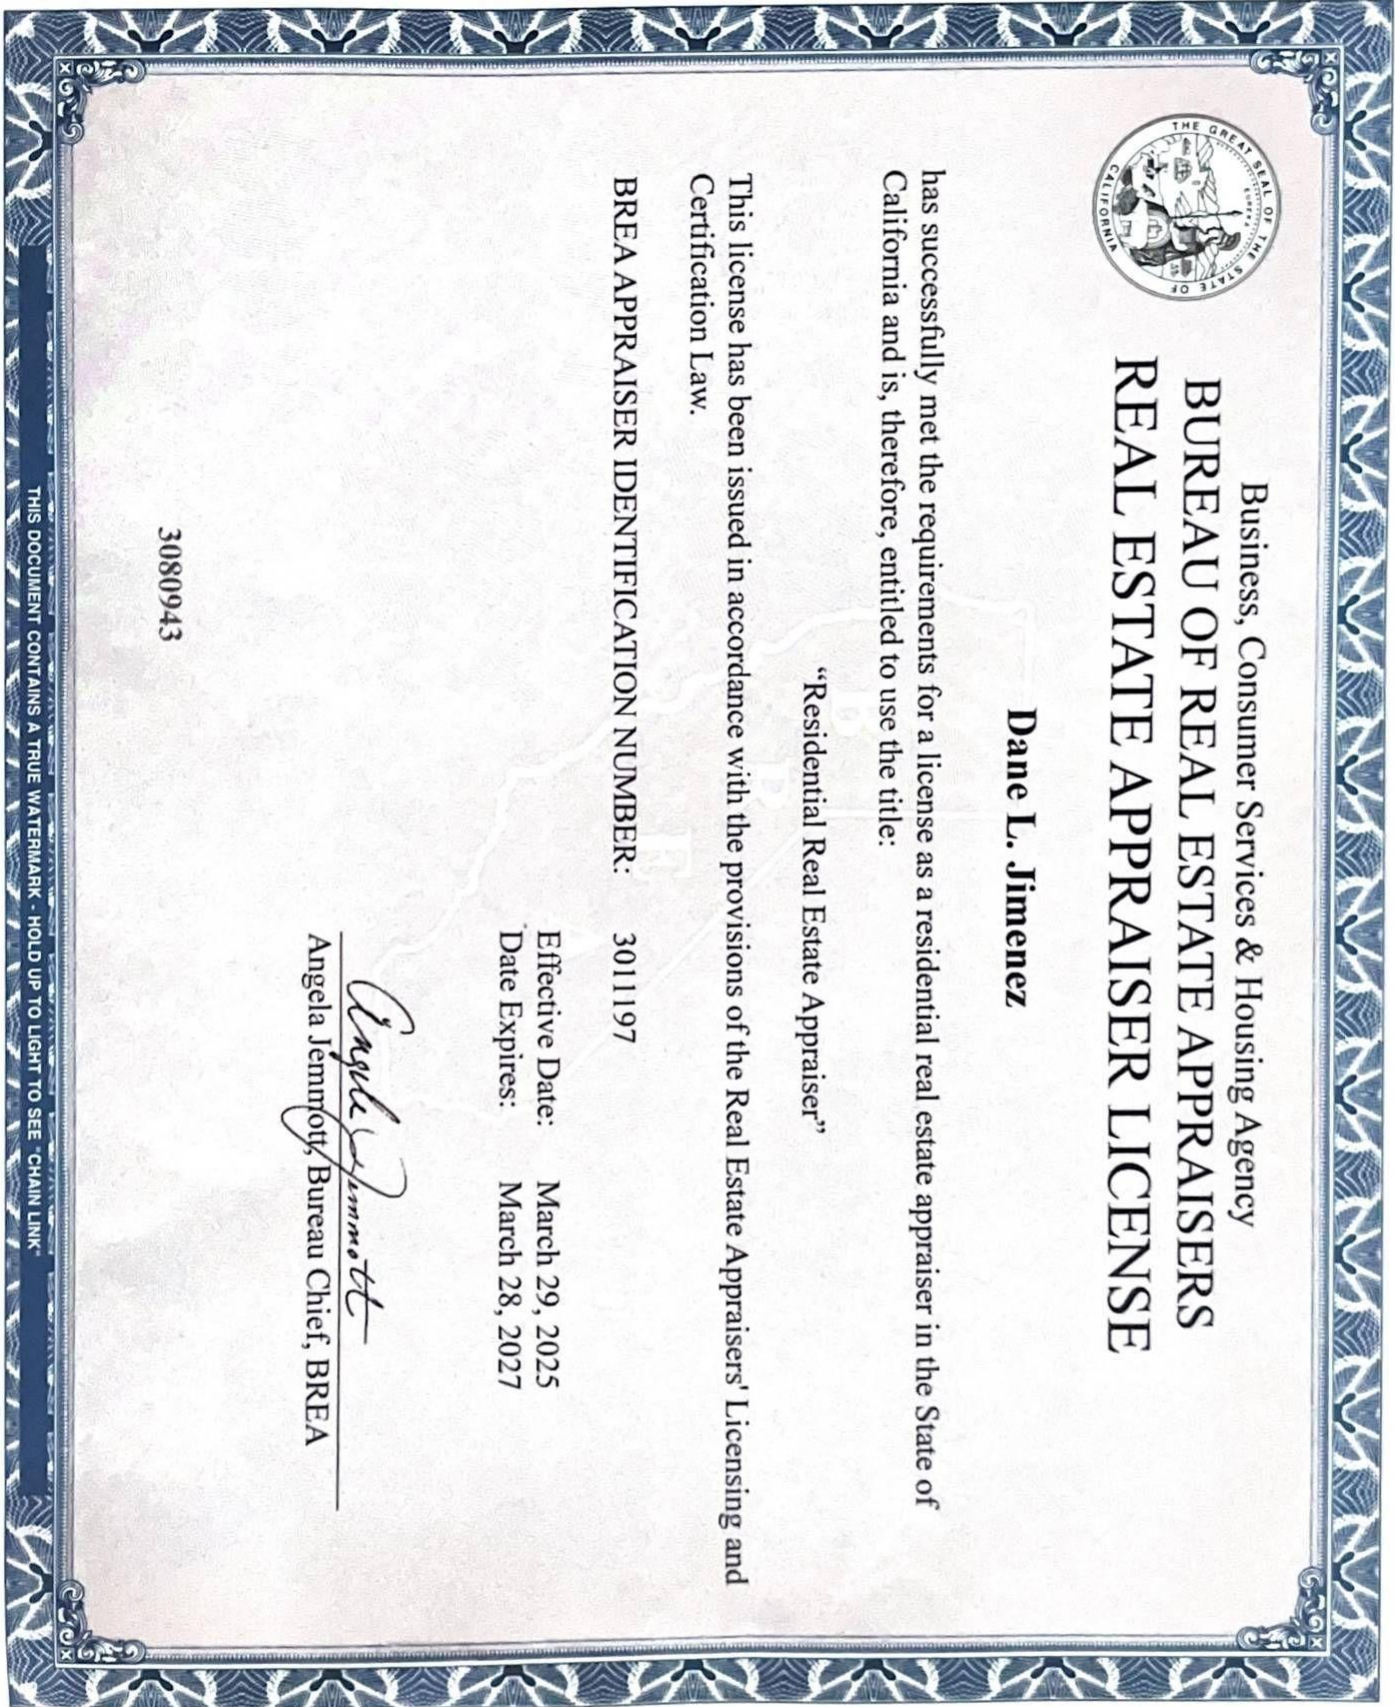 THE GREAT SEAL OF THE STATE OF CALIFORNIA
EUREKA
Business, Consumer Services & Housing Agency
BUREAU OF REAL ESTATE APPRAISERS
REAL ESTATE APPRAISER LICENSE
Dane L. Jimenez
has successfully met the requirements for a license as a residential real estate appraiser in the State of
California and is, therefore, entitled to use the title:
“Residential Real Estate Appraiser”
This license has been issued in accordance with the provisions of the Real Estate Appraisers' Licensing and
Certification Law.
BREA APPRAISER IDENTIFICATION NUMBER: 3011197
Effective Date: March 29, 2025
Date Expires: March 28, 2027
Angela Jemmott
Angela Jemmott, Bureau Chief, BREA
3080943
THIS DOCUMENT CONTAINS A TRUE WATERMARK - HOLD UP TO LIGHT TO SEE "CHAIN LINK"
B R E A